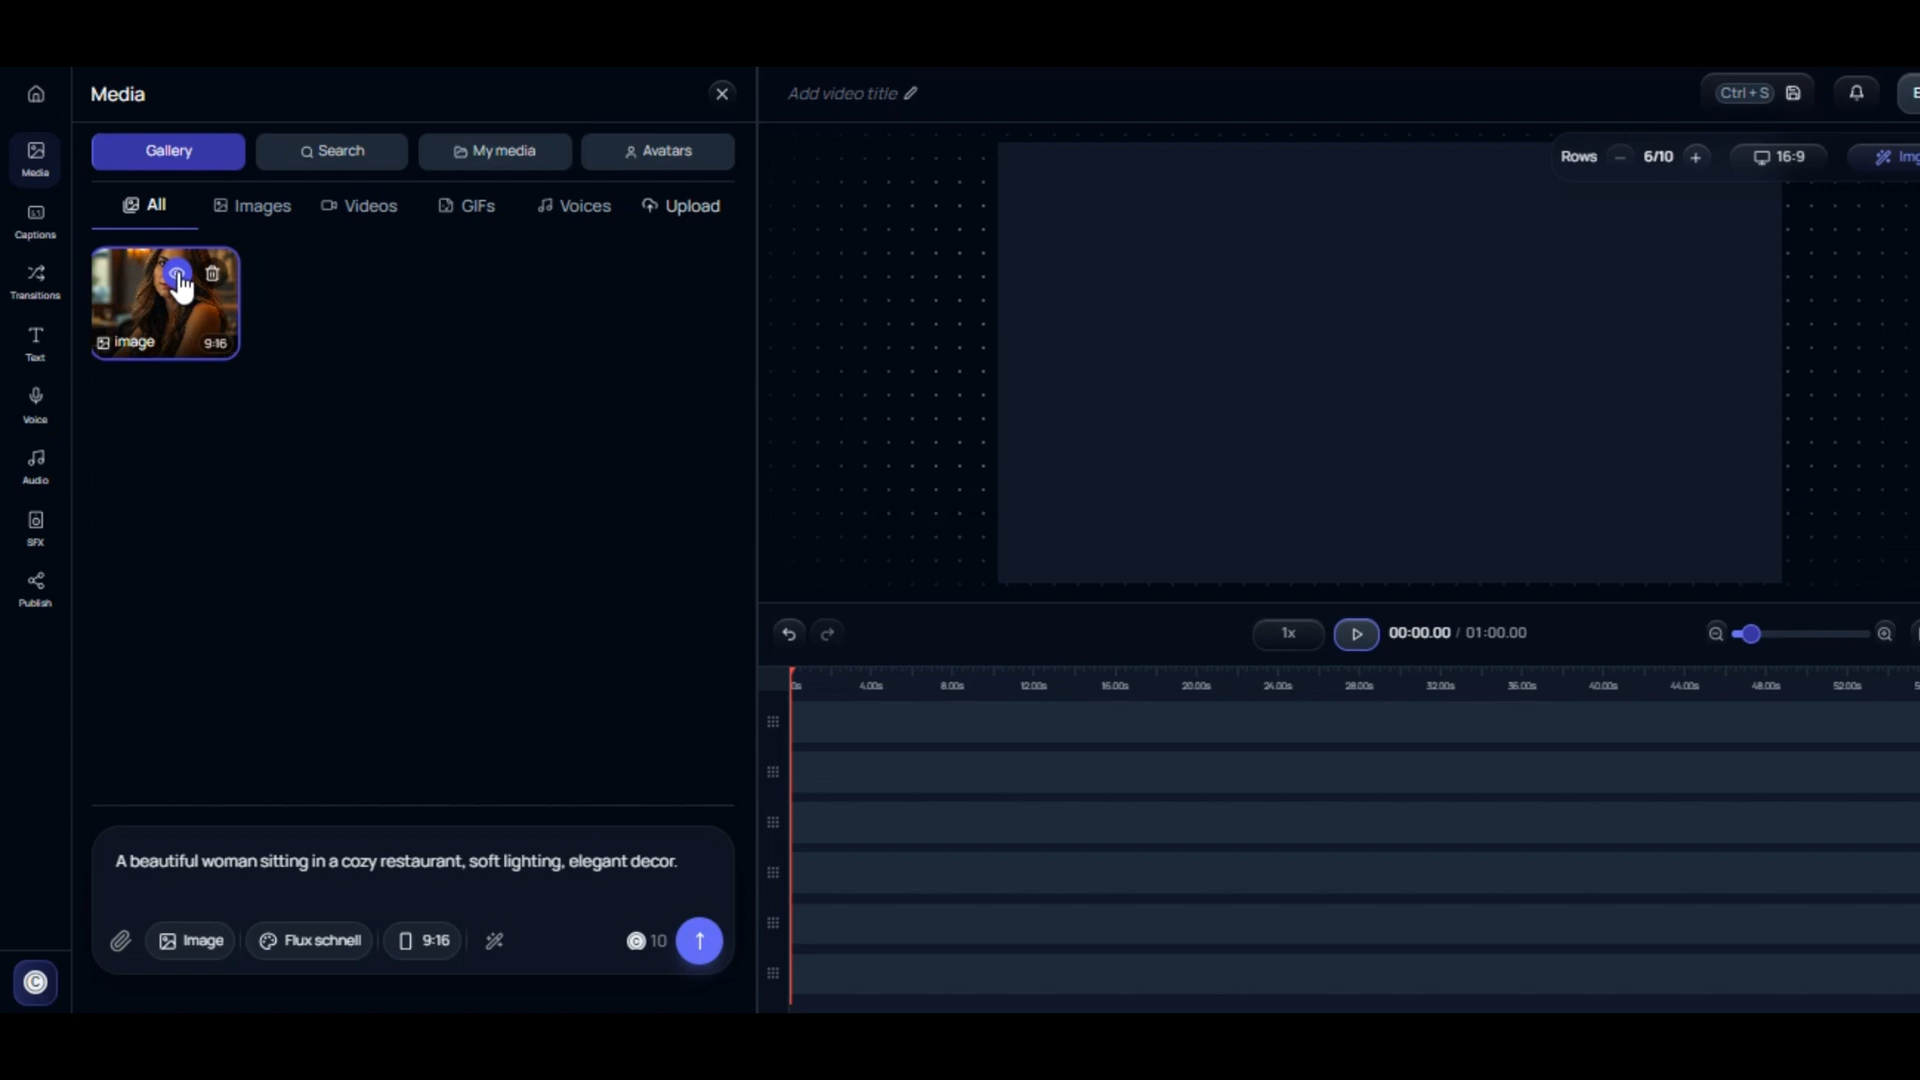 Media
Add video title
Ctrl + S
Gallery
Search
My media
Avatars
Rows
6/10
16:9
All
Images
Videos
GIFs
Voices
Upload
image
9:16
Media
Captions
Transitions
Text
Voice
Audio
SFX
Publish
1x
00:00.00 / 01:00.00
0s 4.00s 8.00s 12.00s 16.00s 20.00s 24.00s 28.00s 32.00s 36.00s 40.00s 44.00s 48.00s 52.00s
A beautiful woman sitting in a cozy restaurant, soft lighting, elegant decor.
Image
Flux schnell
9:16
10